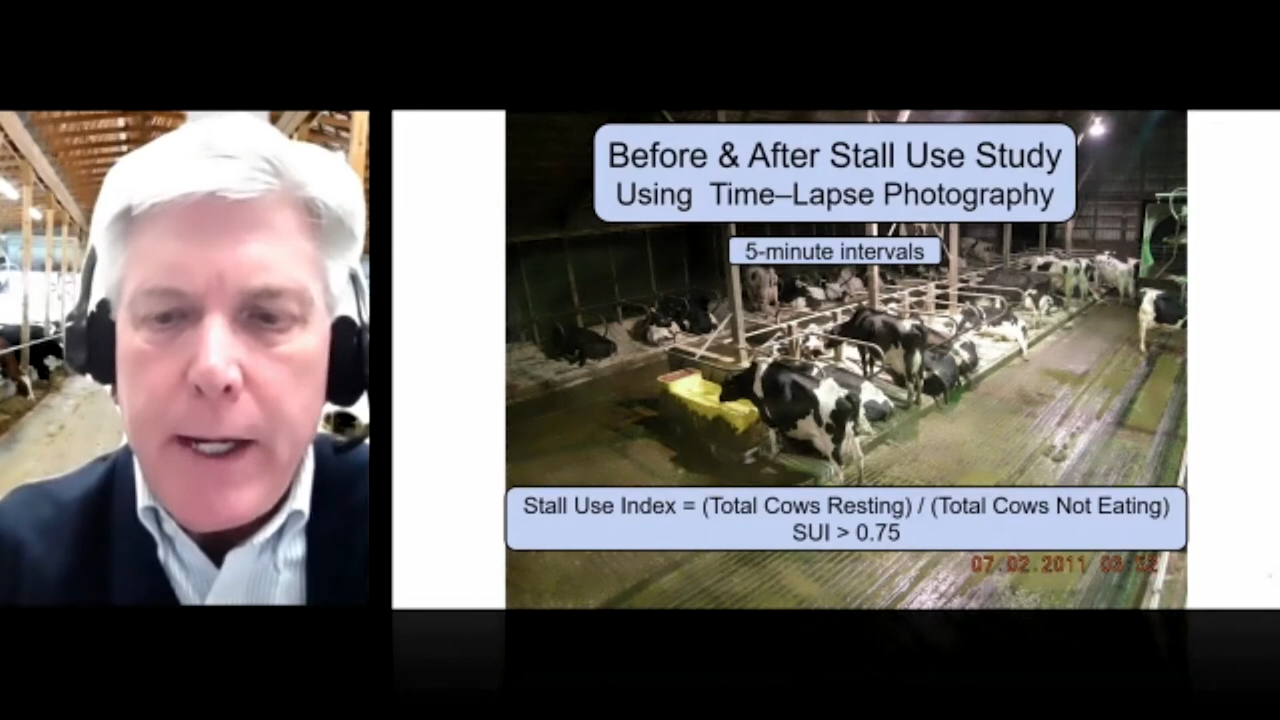 Before & After Stall Use Study
Using Time–Lapse Photography
5-minute intervals
Stall Use Index = (Total Cows Resting) / (Total Cows Not Eating)
SUI > 0.75
07.02.2011